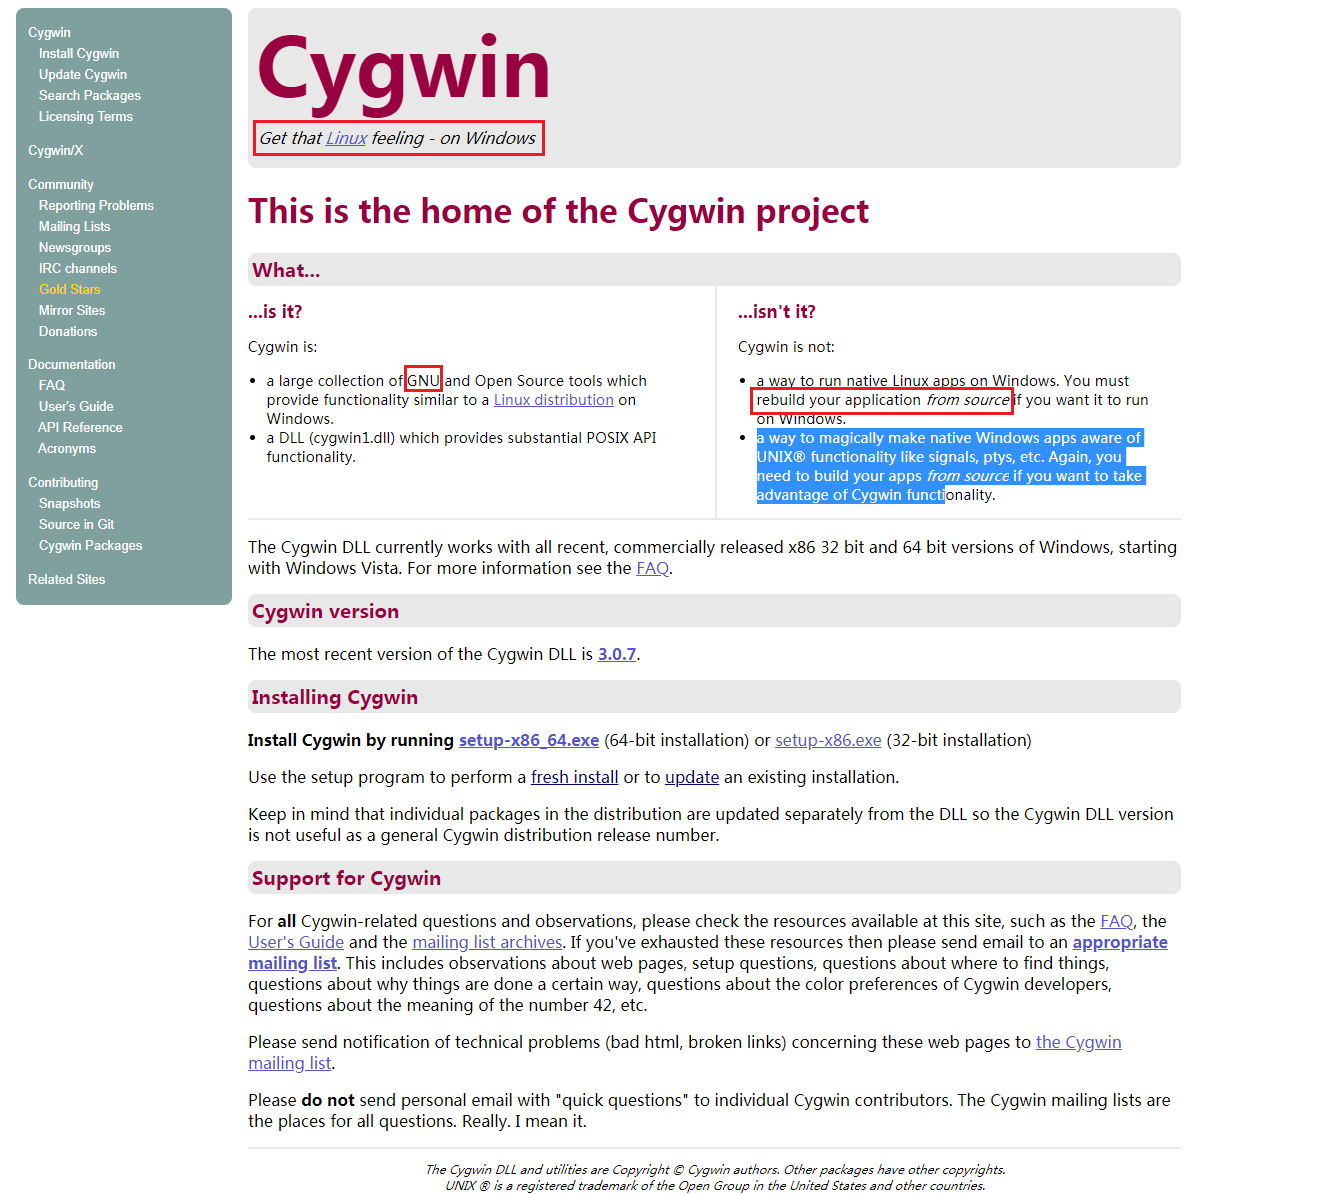 Cygwin
Install Cygwin
Update Cygwin
Search Packages
Licensing Terms
Cygwin/X
Community
Reporting Problems
Mailing Lists
Newsgroups
IRC channels
Gold Stars
Mirror Sites
Donations
Documentation
FAQ
User's Guide
API Reference
Acronyms
Contributing
Snapshots
Source in Git
Cygwin Packages
Related Sites
Cygwin
Get that Linux feeling - on Windows
This is the home of the Cygwin project
What...
...is it?
Cygwin is:
• a large collection of GNU and Open Source tools which
provide functionality similar to a Linux distribution on
Windows.
• a DLL (cygwin1.dll) which provides substantial POSIX API
functionality.
...isn't it?
Cygwin is not:
• a way to run native Linux apps on Windows. You must
rebuild your application from source if you want it to run
on Windows.
• a way to magically make native Windows apps aware of
UNIX® functionality like signals, ptys, etc. Again, you
need to build your apps from source if you want to take
advantage of Cygwin functionality.
The Cygwin DLL currently works with all recent, commercially released x86 32 bit and 64 bit versions of Windows, starting
with Windows Vista. For more information see the FAQ.
Cygwin version
The most recent version of the Cygwin DLL is 3.0.7.
Installing Cygwin
Install Cygwin by running setup-x86_64.exe (64-bit installation) or setup-x86.exe (32-bit installation)
Use the setup program to perform a fresh install or to update an existing installation.
Keep in mind that individual packages in the distribution are updated separately from the DLL so the Cygwin DLL version
is not useful as a general Cygwin distribution release number.
Support for Cygwin
For all Cygwin-related questions and observations, please check the resources available at this site, such as the FAQ, the
User's Guide and the mailing list archives. If you've exhausted these resources then please send email to an appropriate
mailing list. This includes observations about web pages, setup questions, questions about where to find things,
questions about why things are done a certain way, questions about the color preferences of Cygwin developers,
questions about the meaning of the number 42, etc.
Please send notification of technical problems (bad html, broken links) concerning these web pages to the Cygwin
mailing list.
Please do not send personal email with "quick questions" to individual Cygwin contributors. The Cygwin mailing lists are
the places for all questions. Really. I mean it.
The Cygwin DLL and utilities are Copyright © Cygwin authors. Other packages have other copyrights.
UNIX ® is a registered trademark of the Open Group in the United States and other countries.